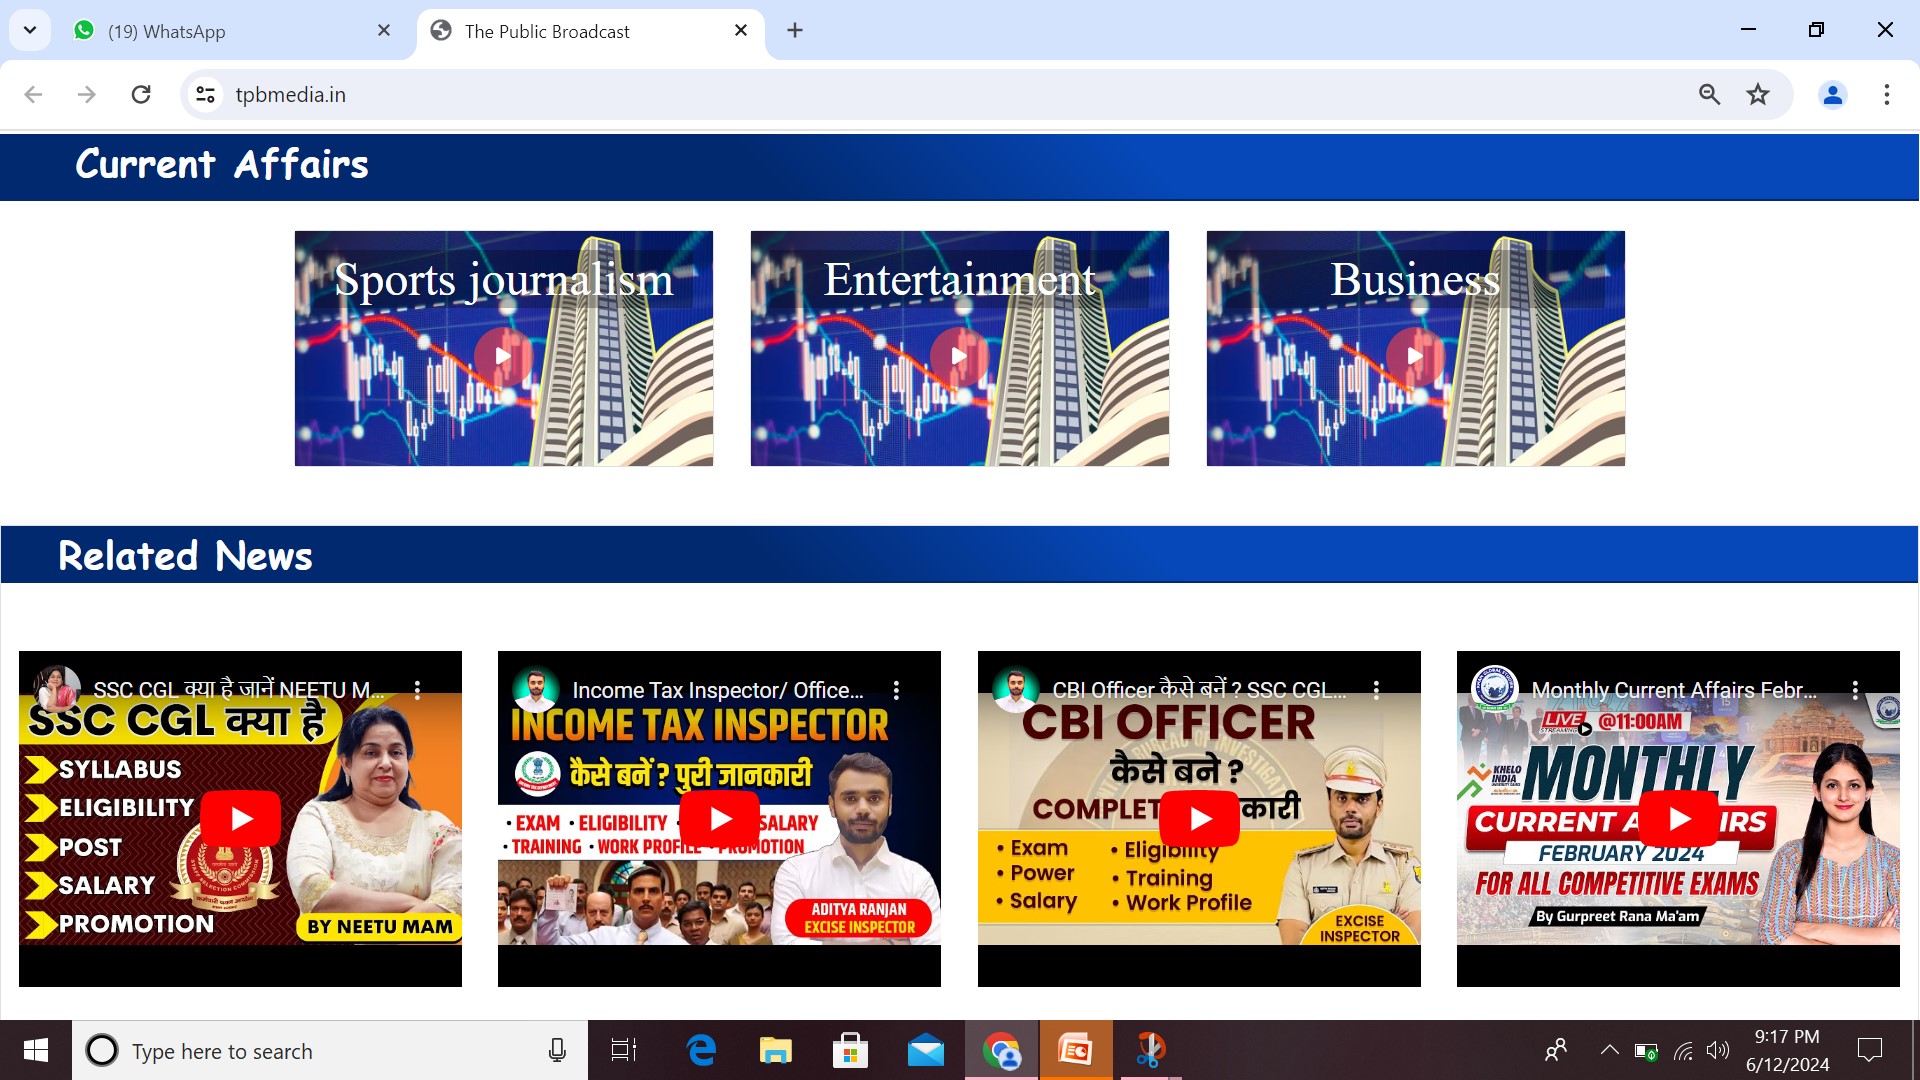 (19) WhatsApp
The Public Broadcast
tpbmedia.in
Current Affairs
Sports journalism
Entertainment
Business
Related News
SSC CGL क्या है जानें NEETU M...
SSC CGL क्या है
SYLLABUS
ELIGIBILITY
POST
SALARY
PROMOTION
BY NEETU MAM
Income Tax Inspector/ Office...
INCOME TAX INSPECTOR
कैसे बनें ? पुरी जानकारी
• EXAM • ELIGIBILITY SALARY
• TRAINING • WORK PROFILE • PROMOTION
ADITYA RANJAN
EXCISE INSPECTOR
CBI Officer कैसे बनें ? SSC CGL...
CBI OFFICER
कैसे बने ?
COMPLET कारी
• Exam • Eligibility
• Power • Training
• Salary • Work Profile
EXCISE
INSPECTOR
Monthly Current Affairs Febr...
LIVE @11:00AM
STREAMING
KHELO
INDIA
MONTHLY
CURRENT A IRS
FEBRUARY 2024
FOR ALL COMPETITIVE EXAMS
By Gurpreet Rana Ma'am
Type here to search
9:17 PM
6/12/2024